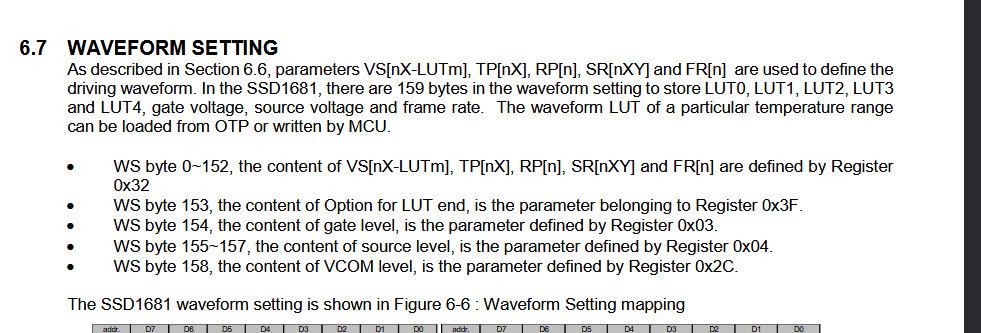 6.7 WAVEFORM SETTING
As described in Section 6.6, parameters VS[nX-LUTm], TP[nX], RP[n], SR[nXY] and FR[n] are used to define the
driving waveform. In the SSD1681, there are 159 bytes in the waveform setting to store LUT0, LUT1, LUT2, LUT3
and LUT4, gate voltage, source voltage and frame rate. The waveform LUT of a particular temperature range
can be loaded from OTP or written by MCU.
• WS byte 0~152, the content of VS[nX-LUTm], TP[nX], RP[n], SR[nXY] and FR[n] are defined by Register
0x32
• WS byte 153, the content of Option for LUT end, is the parameter belonging to Register 0x3F.
• WS byte 154, the content of gate level, is the parameter defined by Register 0x03.
• WS byte 155~157, the content of source level, is the parameter defined by Register 0x04.
• WS byte 158, the content of VCOM level, is the parameter defined by Register 0x2C.
The SSD1681 waveform setting is shown in Figure 6-6 : Waveform Setting mapping
addr. D7 D6 D5 D4 D3 D2 D1 D0 addr. D7 D6 D5 D4 D3 D2 D1 D0